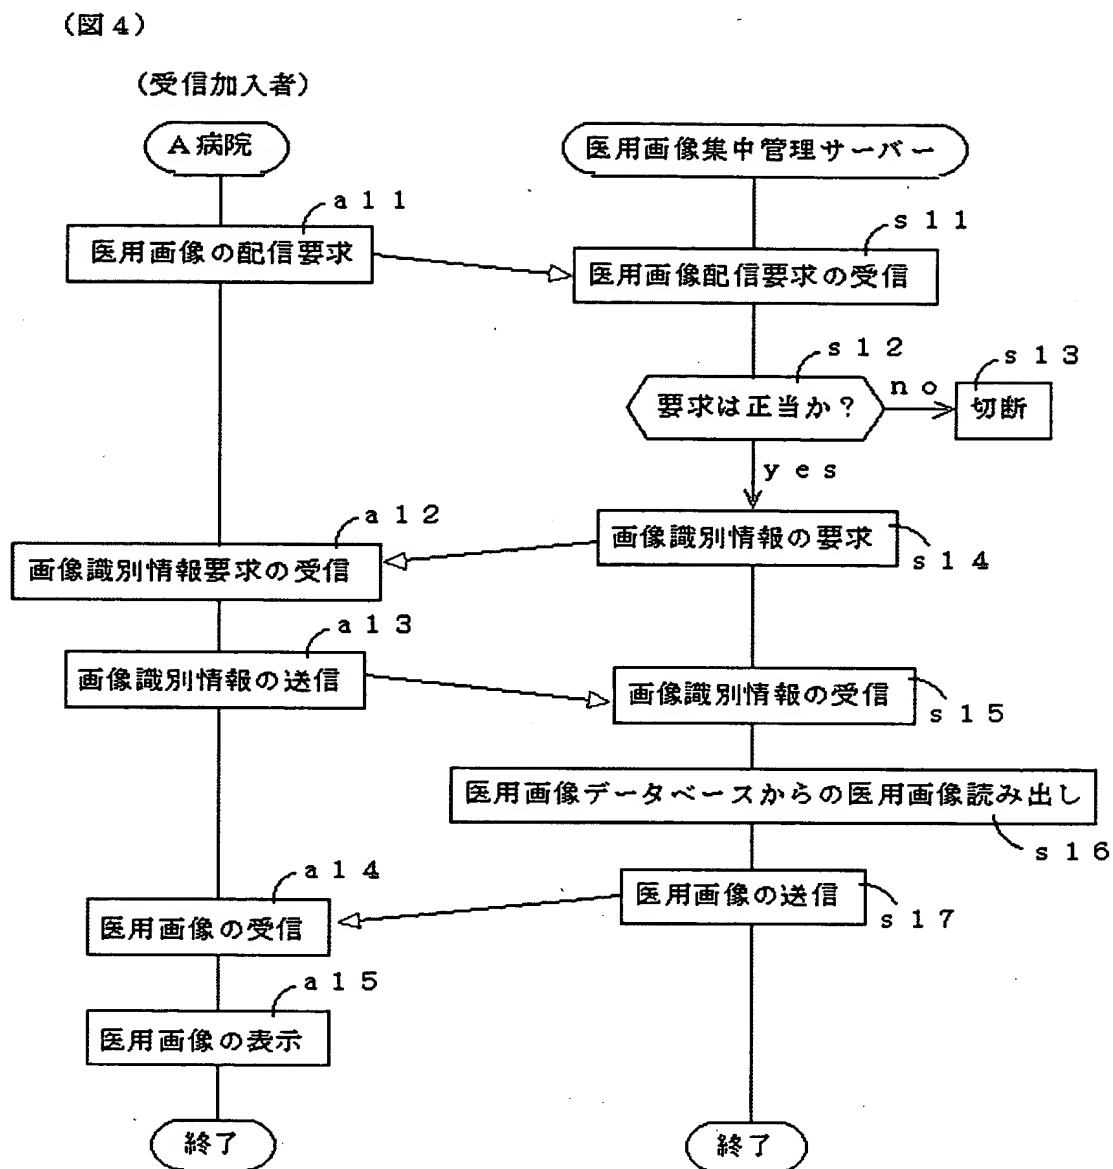 (図4)
(受信加入者)
A病院
医用画像集中管理サーバー
a11
医用画像の配信要求
s11
医用画像配信要求の受信
s12
要求は正当か?
no
s13
切断
yes
画像識別情報の要求
s14
a12
画像識別情報要求の受信
a13
画像識別情報の送信
画像識別情報の受信
s15
医用画像データベースからの医用画像読み出し
s16
医用画像の送信
s17
a14
医用画像の受信
a15
医用画像の表示
終了
終了